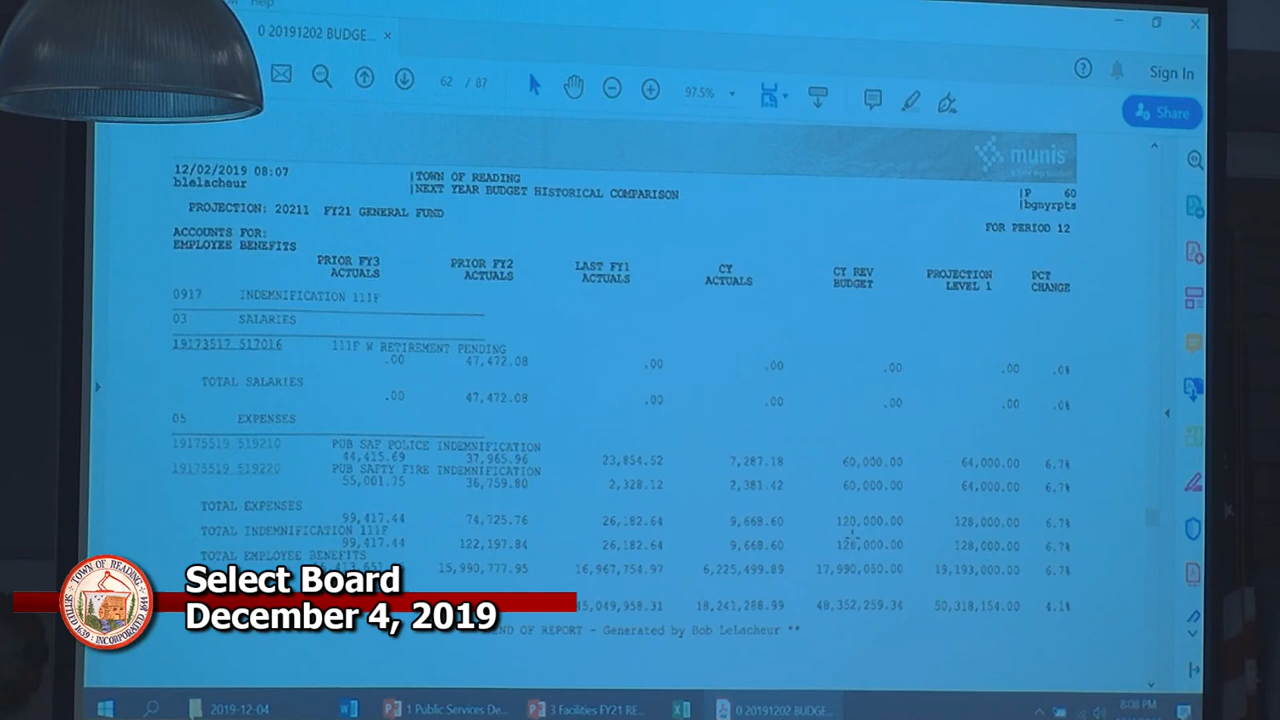 Help
0 20191202 BUDGE... ×
62 / 87
97.5%
Sign In
Share
munis
12/02/2019 08:07
blelacheur
|TOWN OF READING
|NEXT YEAR BUDGET HISTORICAL COMPARISON
|P 60
|bgnyrpts
PROJECTION: 20211 FY21 GENERAL FUND
FOR PERIOD 12
ACCOUNTS FOR:
EMPLOYEE BENEFITS
PRIOR FY3 PRIOR FY2 LAST FY1 CY CY REV PROJECTION PCT
ACTUALS ACTUALS ACTUALS ACTUALS BUDGET LEVEL 1 CHANGE
0917 INDEMNIFICATION 111F
03 SALARIES
19173517 517016 111F W RETIREMENT PENDING
.00 47,472.08 .00 .00 .00 .00 .0%
TOTAL SALARIES
.00 47,472.08 .00 .00 .00 .00 .0%
05 EXPENSES
19175519 519210 PUB SAF POLICE INDEMNIFICATION
44,415.69 37,965.96 23,854.52 7,287.18 60,000.00 64,000.00 6.7%
19175519 519220 PUB SAFTY FIRE INDEMNIFICATION
55,001.75 36,759.80 2,328.12 2,381.42 60,000.00 64,000.00 6.7%
TOTAL EXPENSES
99,417.44 74,725.76 26,182.64 9,668.60 120,000.00 128,000.00 6.7%
TOTAL INDEMNIFICATION 111F
99,417.44 122,197.84 26,182.64 9,668.60 120,000.00 128,000.00 6.7%
TOTAL EMPLOYEE BENEFITS
15,990,777.95 16,967,754.97 6,225,499.89 17,990,050.00 19,193,000.00 6.7%
45,049,958.31 18,241,288.99 48,352,259.34 50,318,154.00 4.1%
END OF REPORT - Generated by Bob LeLacheur **
TOWN OF READING
SETTLED 1639 INCORPORATED 1644
Select Board
December 4, 2019
2019-12-04
1 Public Services De...
3 Facilities FY21 RE...
0 20191202 BUDGE...
8:08 PM